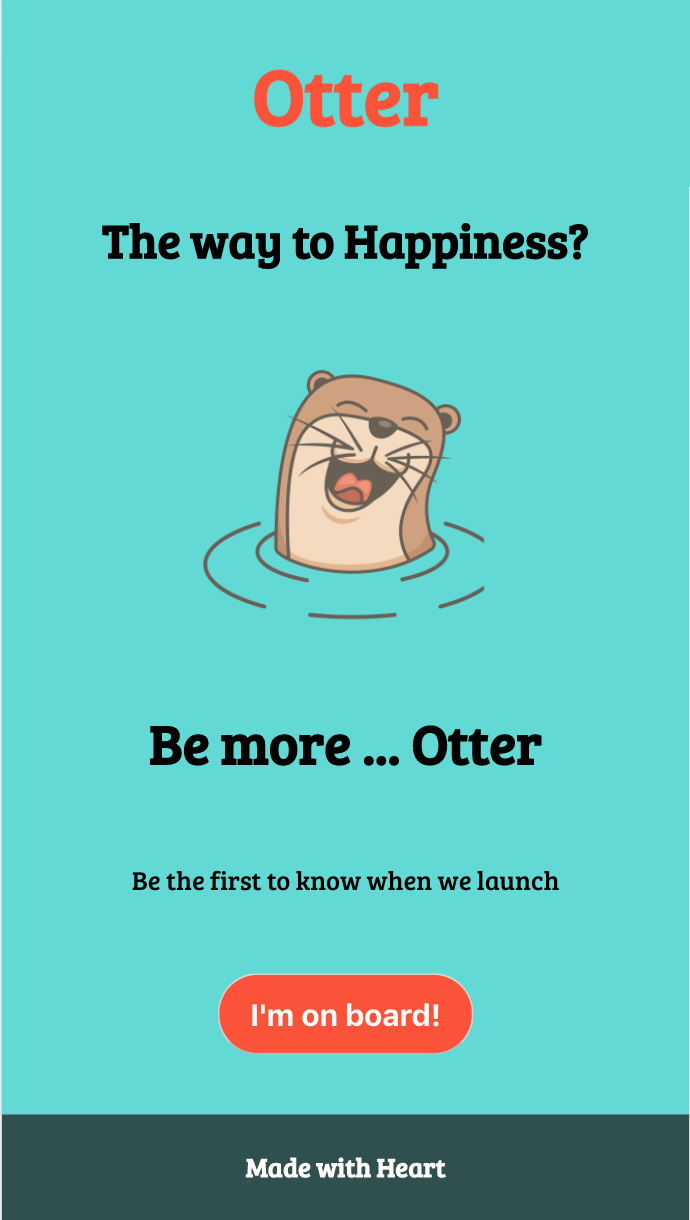 Otter
The way to Happiness?
Be more ... Otter
Be the first to know when we launch
I'm on board!
Made with Heart